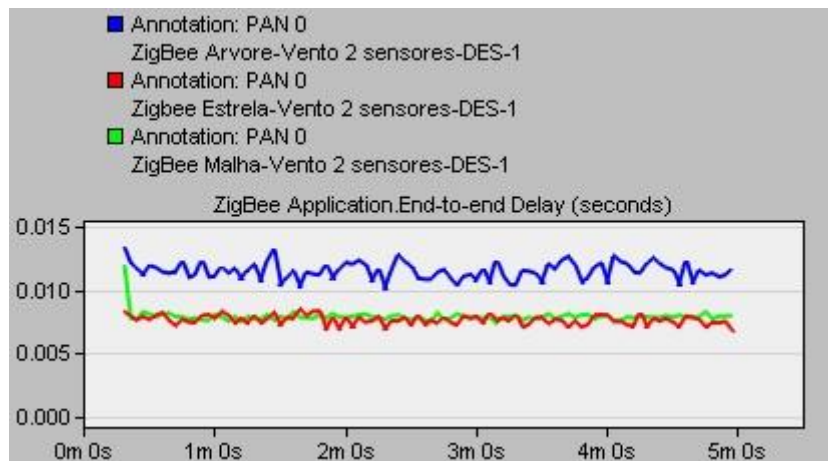 Annotation: PAN 0
ZigBee Arvore-Vento 2 sensores-DES-1
Annotation: PAN 0
Zigbee Estrela-Vento 2 sensores-DES-1
Annotation: PAN 0
ZigBee Malha-Vento 2 sensores-DES-1
ZigBee Application.End-to-end Delay (seconds)
0.015
0.010
0.005
0.000
0m 0s 1m 0s 2m 0s 3m 0s 4m 0s 5m 0s